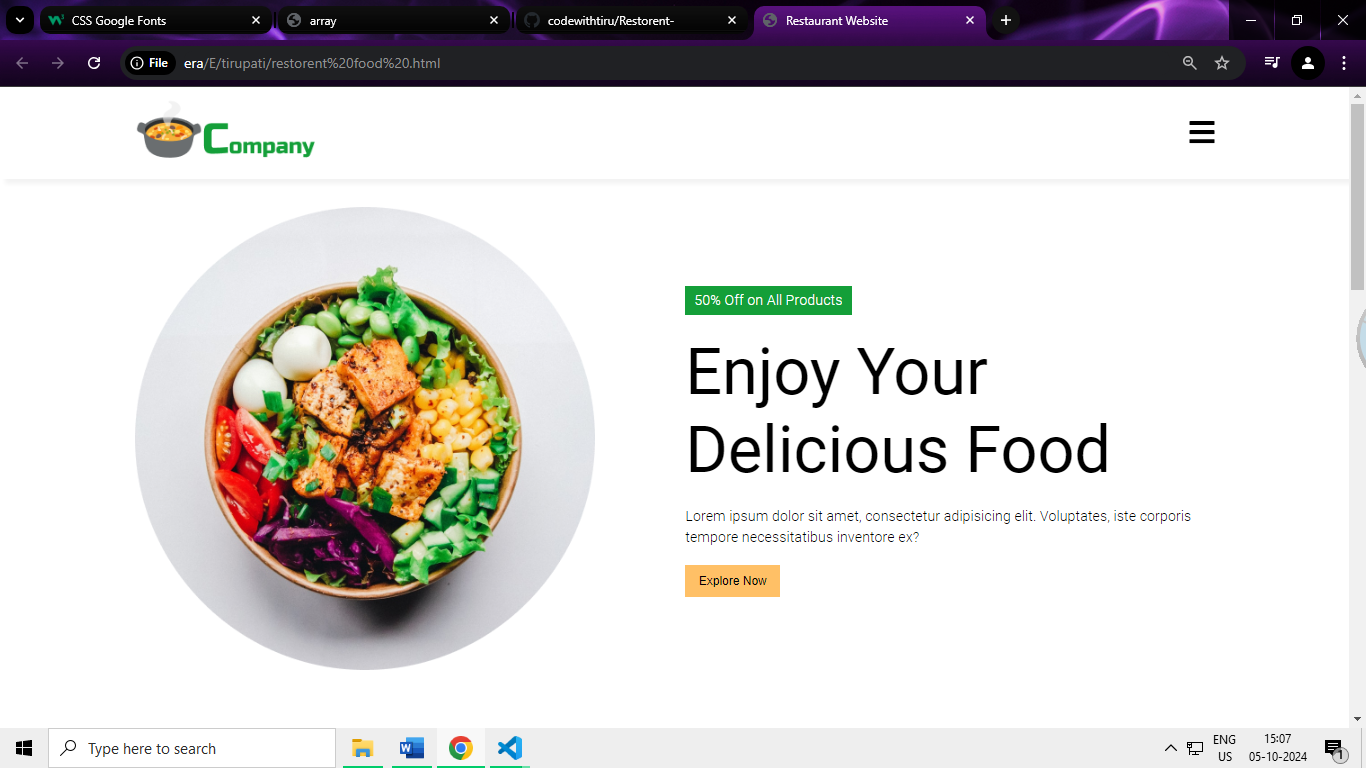 CSS Google Fonts
array
codewithtiru/Restorent-
Restaurant Website
File
era/E/tirupati/restorent%20food%20.html
Company
50% Off on All Products
Enjoy Your
Delicious Food
Lorem ipsum dolor sit amet, consectetur adipisicing elit. Voluptates, iste corporis
tempore necessitatibus inventore ex?
Explore Now
Type here to search
ENG
US
15:07
05-10-2024
1